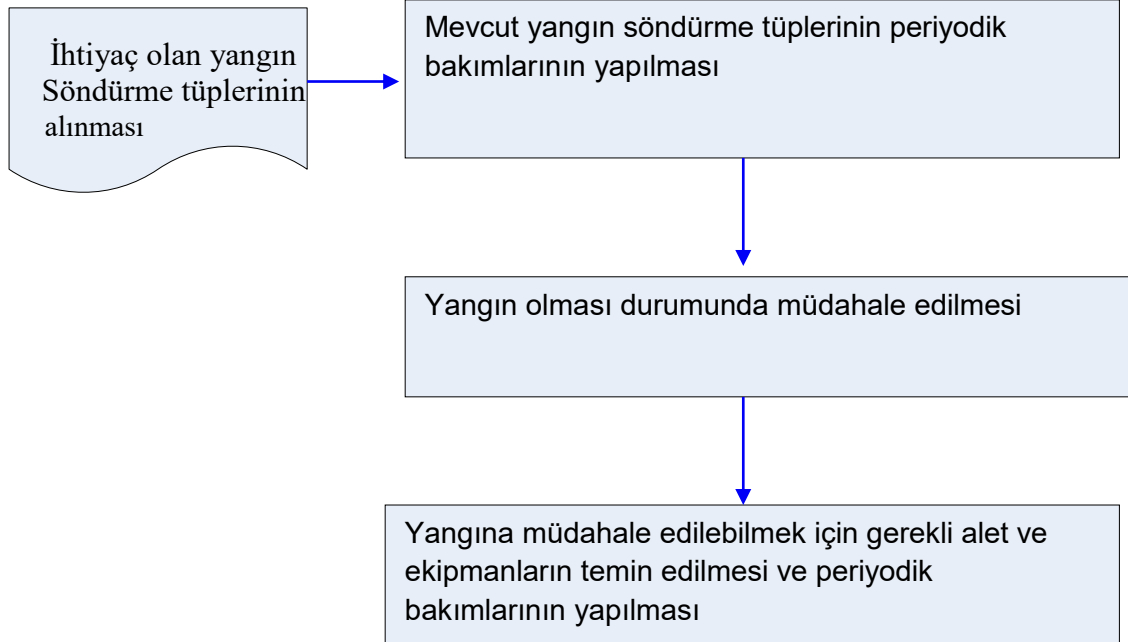 İhtiyaç olan yangın
Söndürme tüplerinin
alınması
Mevcut yangın söndürme tüplerinin periyodik
bakımlarının yapılması
Yangın olması durumunda müdahale edilmesi
Yangına müdahale edilebilmek için gerekli alet ve
ekipmanların temin edilmesi ve periyodik
bakımlarının yapılması